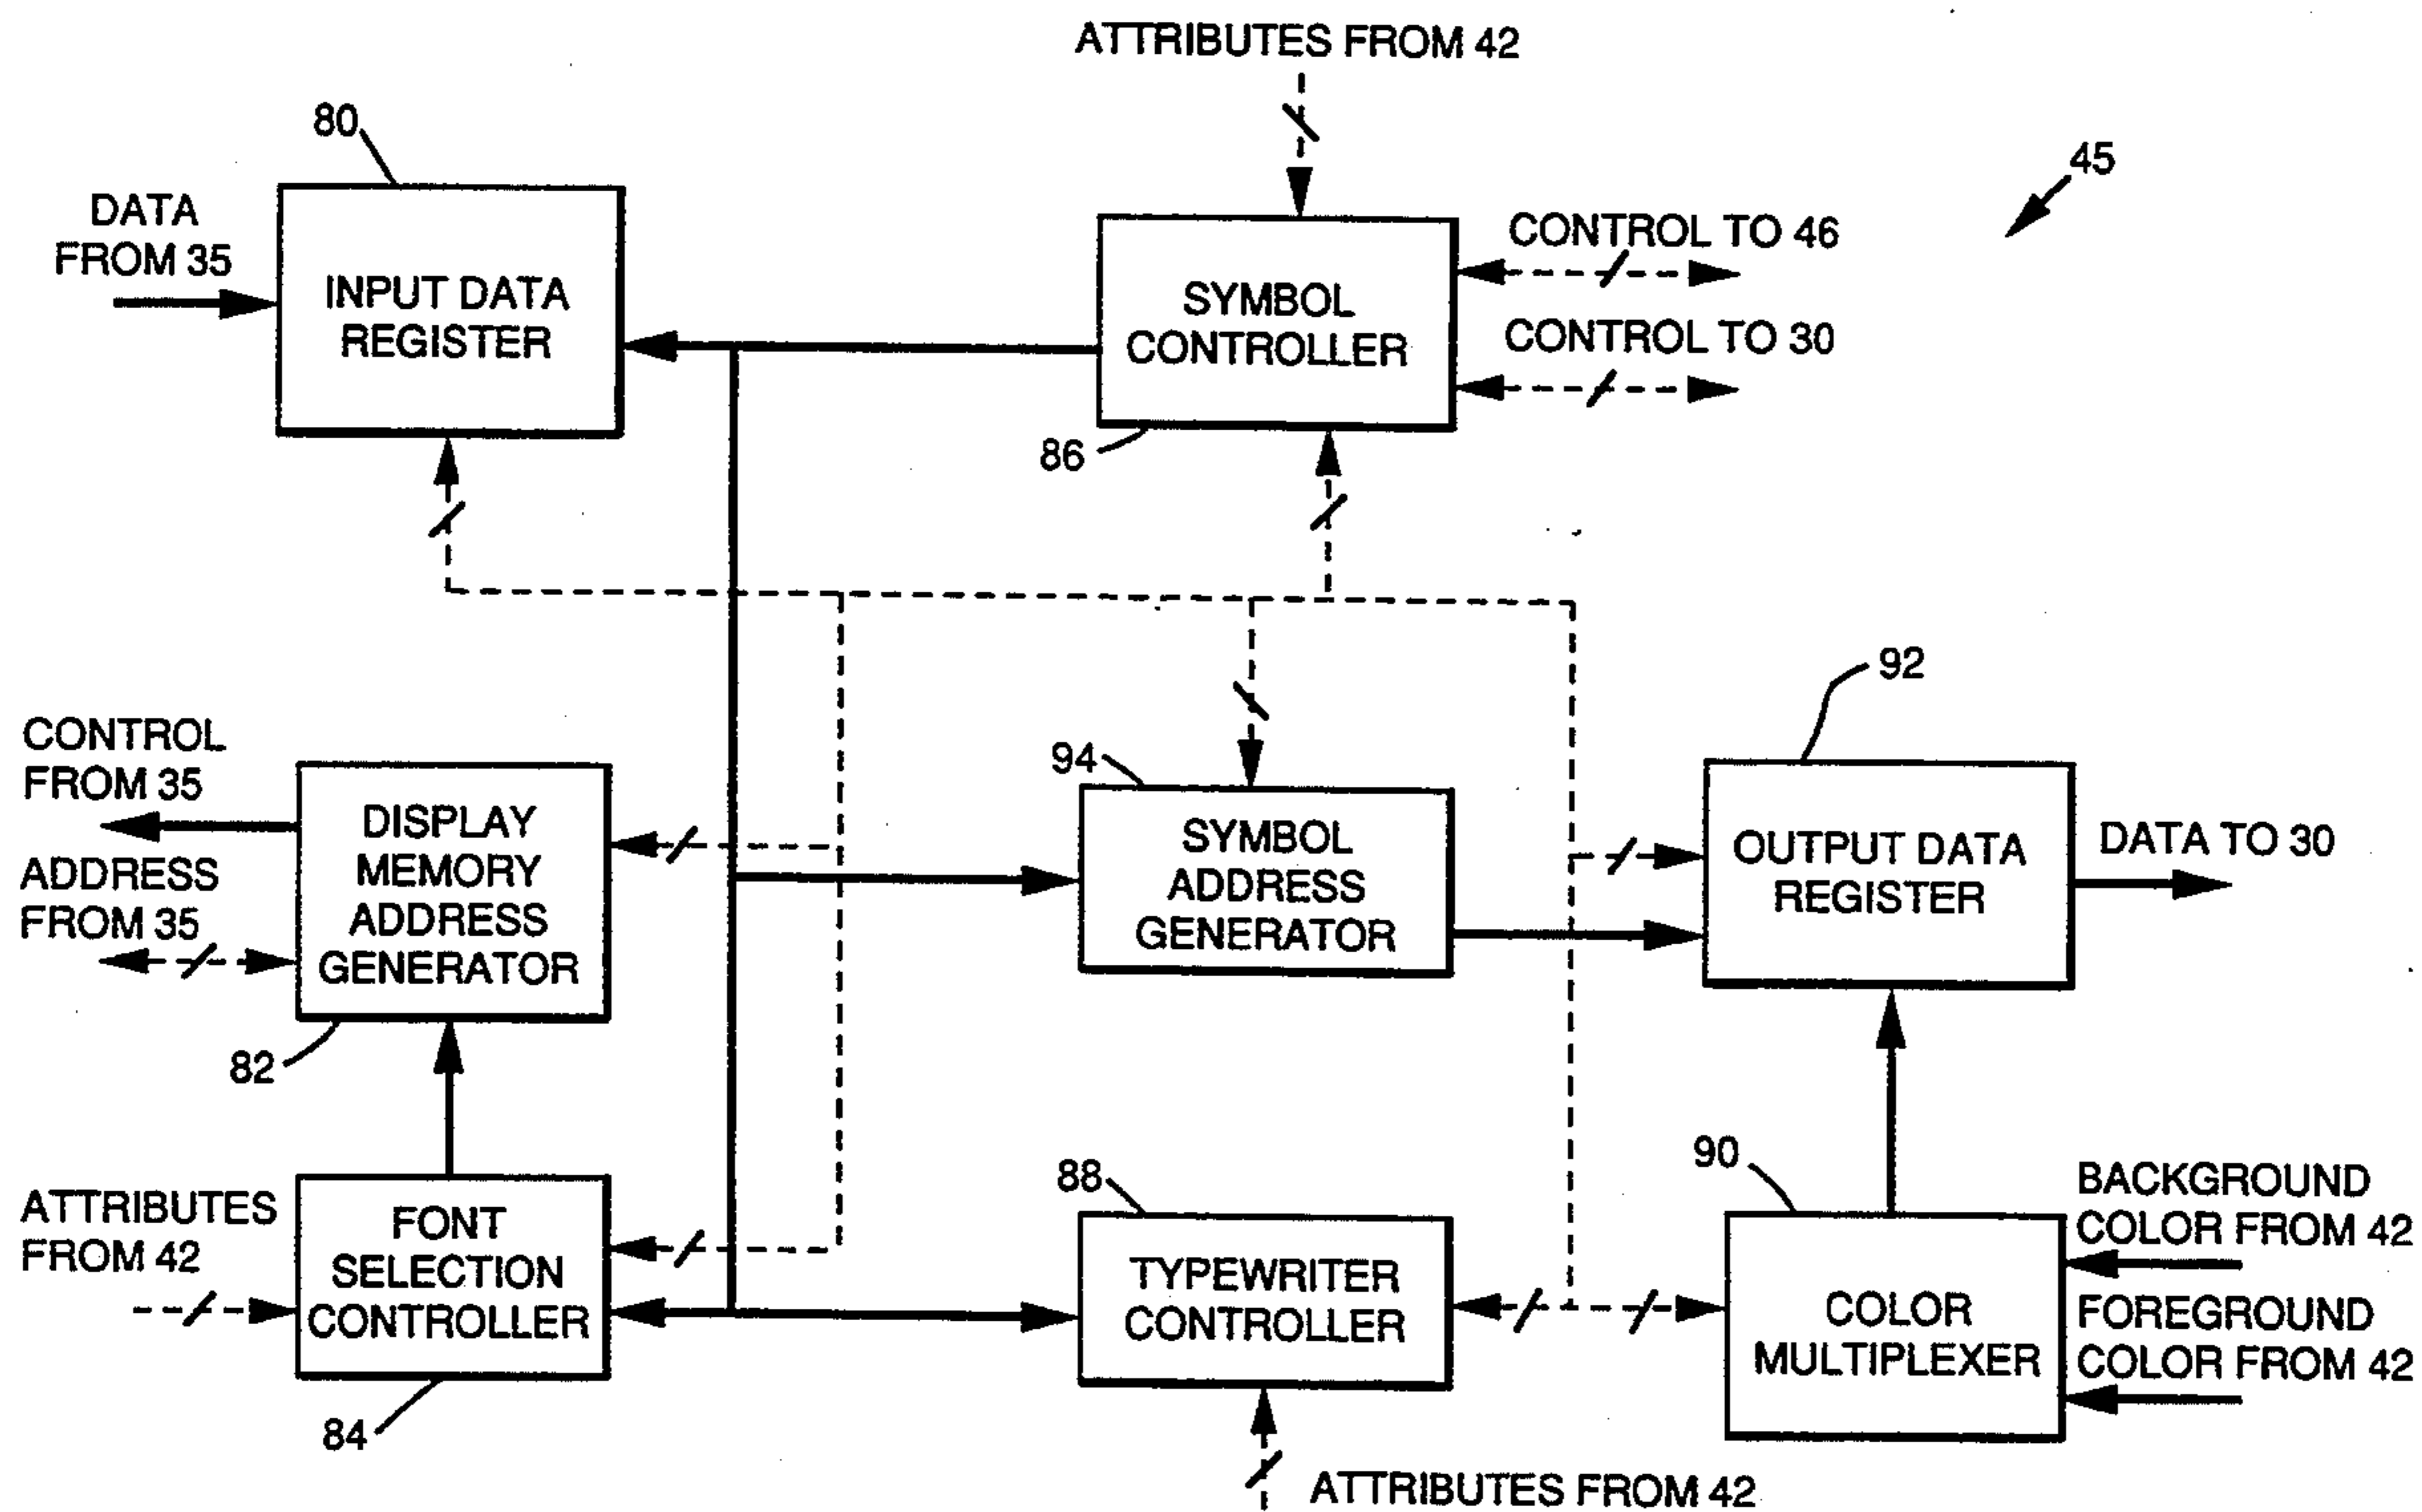 ATTRIBUTES FROM 42
80
45
DATA
FROM 35
INPUT DATA
REGISTER
SYMBOL
CONTROLLER
CONTROL TO 46
CONTROL TO 30
86
92
CONTROL
FROM 35
ADDRESS
FROM 35
DISPLAY
MEMORY
ADDRESS
GENERATOR
82
94
SYMBOL
ADDRESS
GENERATOR
OUTPUT DATA
REGISTER
DATA TO 30
ATTRIBUTES
FROM 42
FONT
SELECTION
CONTROLLER
84
88
TYPEWRITER
CONTROLLER
ATTRIBUTES FROM 42
90
COLOR
MULTIPLEXER
BACKGROUND
COLOR FROM 42
FOREGROUND
COLOR FROM 42